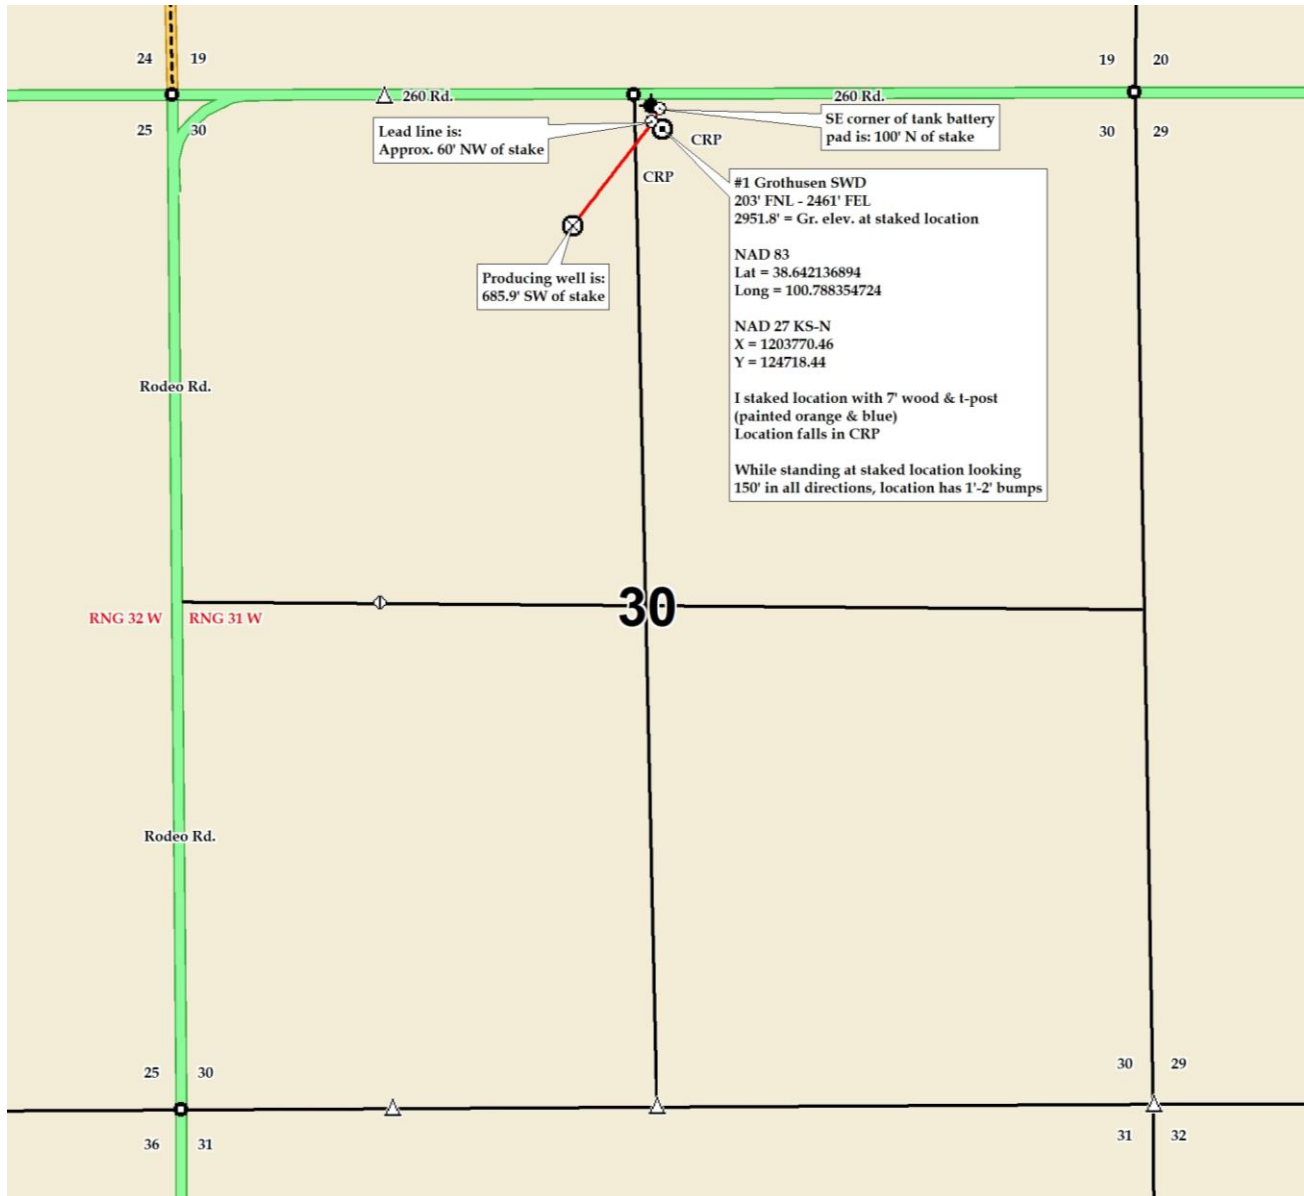 24 19
19 20
260 Rd.
260 Rd.
25 30
30 29
Lead line is:
Approx. 60' NW of stake
SE corner of tank battery
pad is: 100' N of stake
CRP
CRP
#1 Grothusen SWD
203' FNL - 2461' FEL
2951.8' = Gr. elev. at staked location
NAD 83
Lat = 38.642136894
Long = 100.788354724
NAD 27 KS-N
X = 1203770.46
Y = 124718.44
I staked location with 7' wood & t-post
(painted orange & blue)
Location falls in CRP
While standing at staked location looking
150' in all directions, location has 1'-2' bumps
Producing well is:
685.9' SW of stake
Rodeo Rd.
30
RNG 32 W RNG 31 W
Rodeo Rd.
25 30
30 29
36 31
31 32